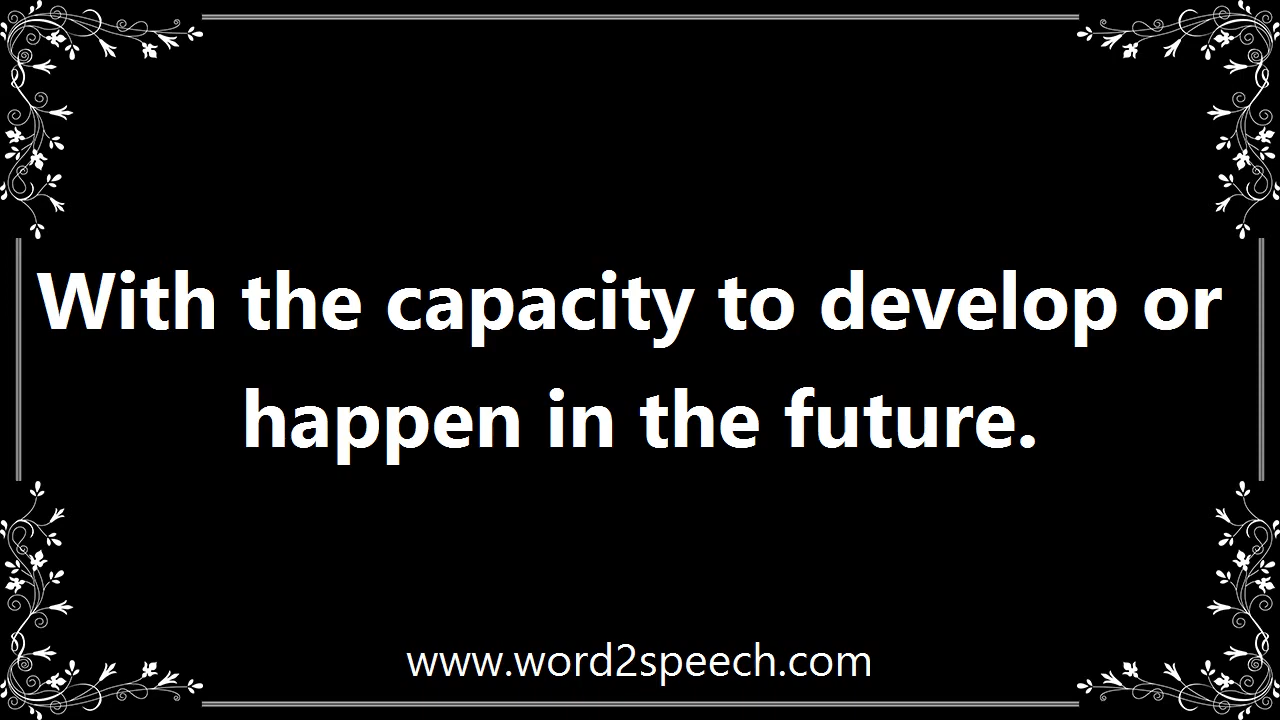 With the capacity to develop or
happen in the future.
www.word2speech.com